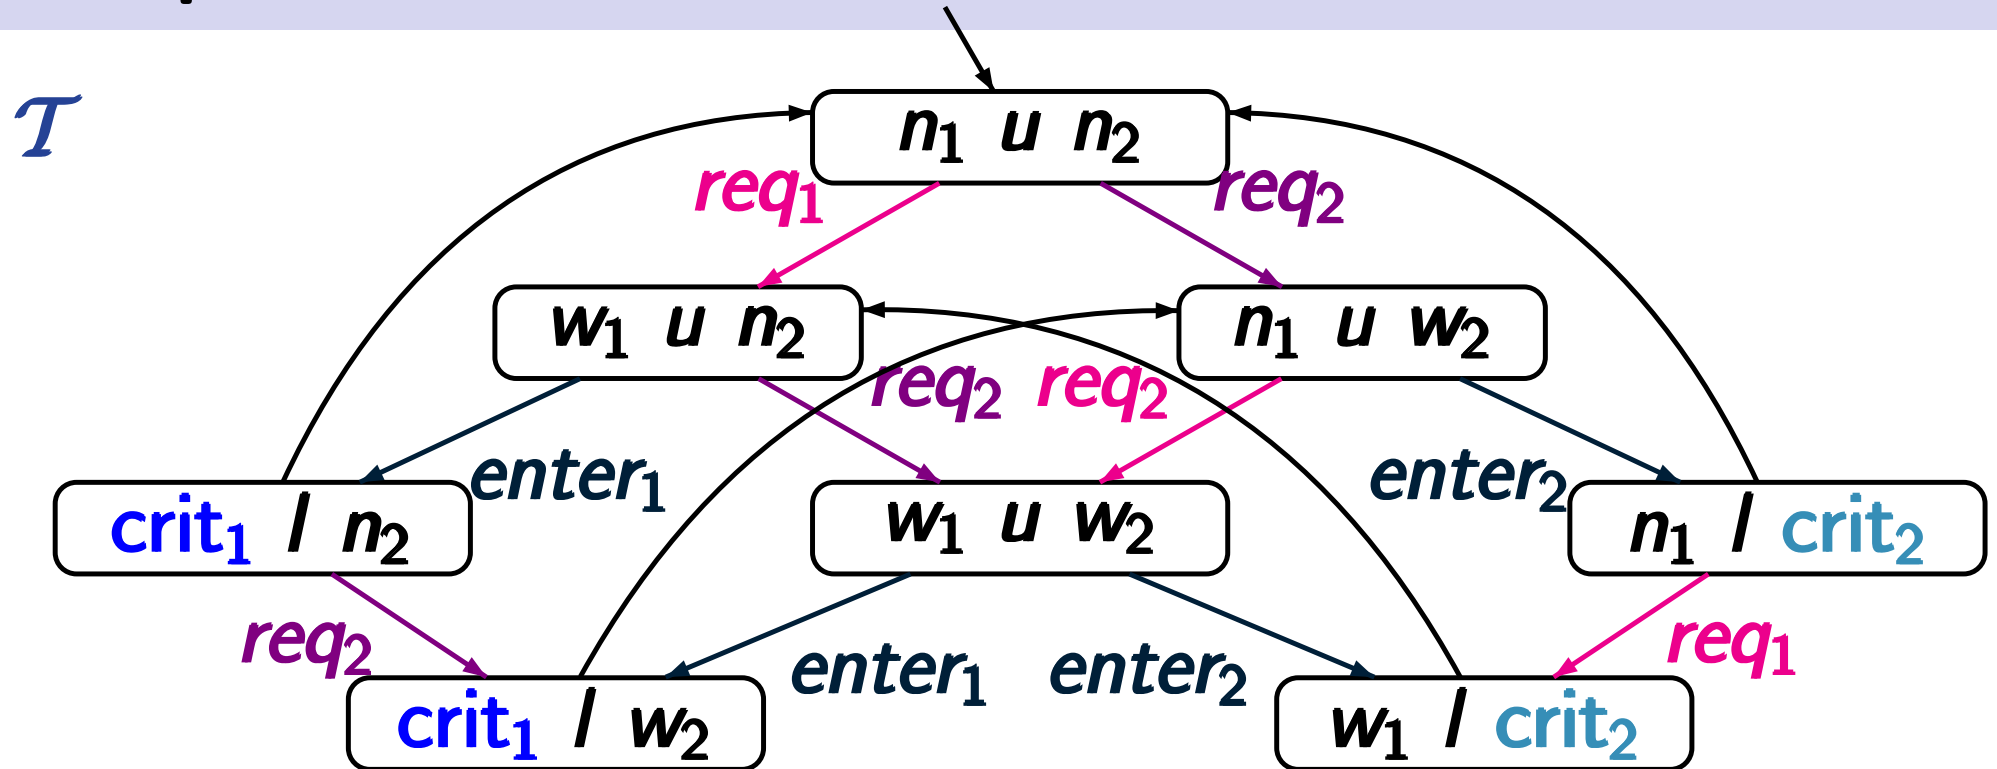 𝒯
n₁ u n₂
req₁ req₂
w₁ u n₂ n₁ u w₂
req₂ req₂
enter₁ enter₂
crit₁ l n₂ w₁ u w₂ n₁ l crit₂
req₂ enter₁ enter₂ req₁
crit₁ l w₂ w₁ l crit₂